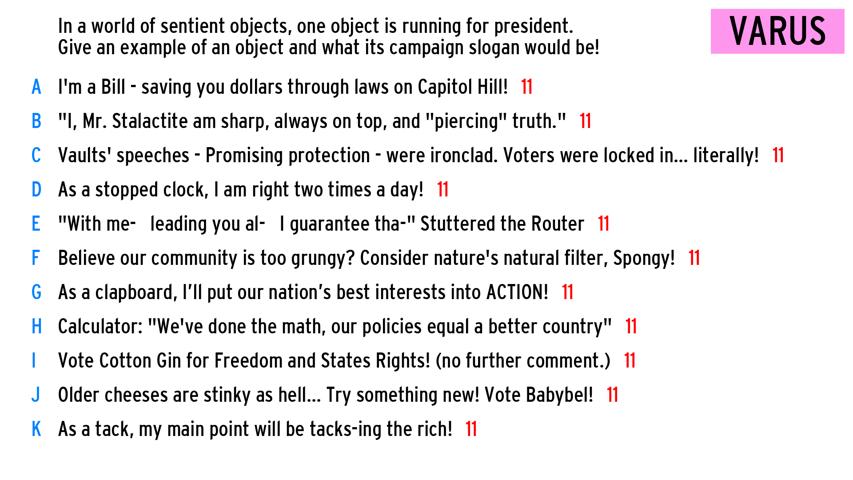 In a world of sentient objects, one object is running for president.
Give an example of an object and what its campaign slogan would be!
VARUS
A I'm a Bill - saving you dollars through laws on Capitol Hill! 11
B "I, Mr. Stalactite am sharp, always on top, and "piercing" truth." 11
C Vaults' speeches - Promising protection - were ironclad. Voters were locked in... literally! 11
D As a stopped clock, I am right two times a day! 11
E "With me- leading you al- I guarantee tha-" Stuttered the Router 11
F Believe our community is too grungy? Consider nature's natural filter, Spongy! 11
G As a clapboard, I’ll put our nation’s best interests into ACTION! 11
H Calculator: "We've done the math, our policies equal a better country" 11
I Vote Cotton Gin for Freedom and States Rights! (no further comment.) 11
J Older cheeses are stinky as hell... Try something new! Vote Babybel! 11
K As a tack, my main point will be tacks-ing the rich! 11